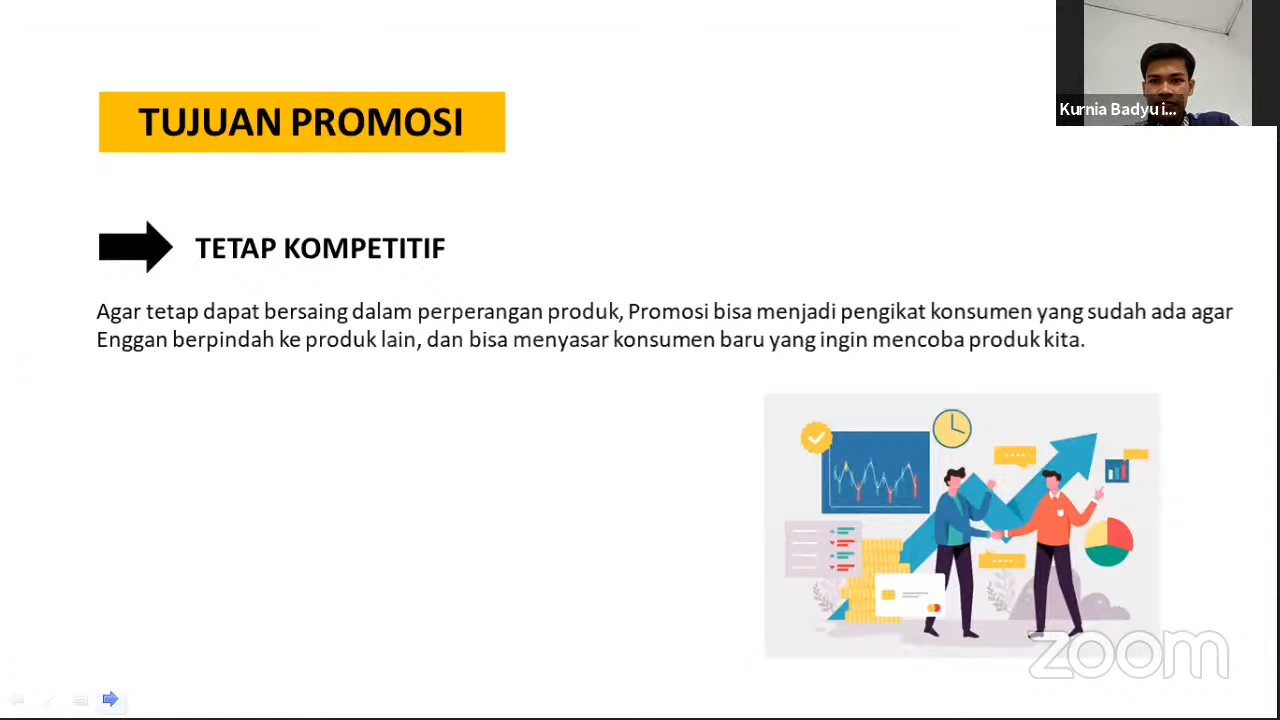 TUJUAN PROMOSI
Kurnia Badyu i...
TETAP KOMPETITIF
Agar tetap dapat bersaing dalam perperangan produk, Promosi bisa menjadi pengikat konsumen yang sudah ada agar
Enggan berpindah ke produk lain, dan bisa menyasar konsumen baru yang ingin mencoba produk kita.
zoom